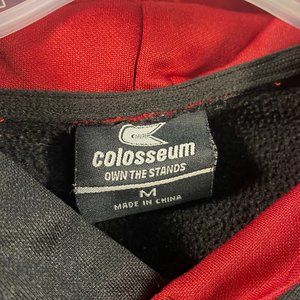 colosseum
OWN THE STANDS
M
MADE IN CHINA